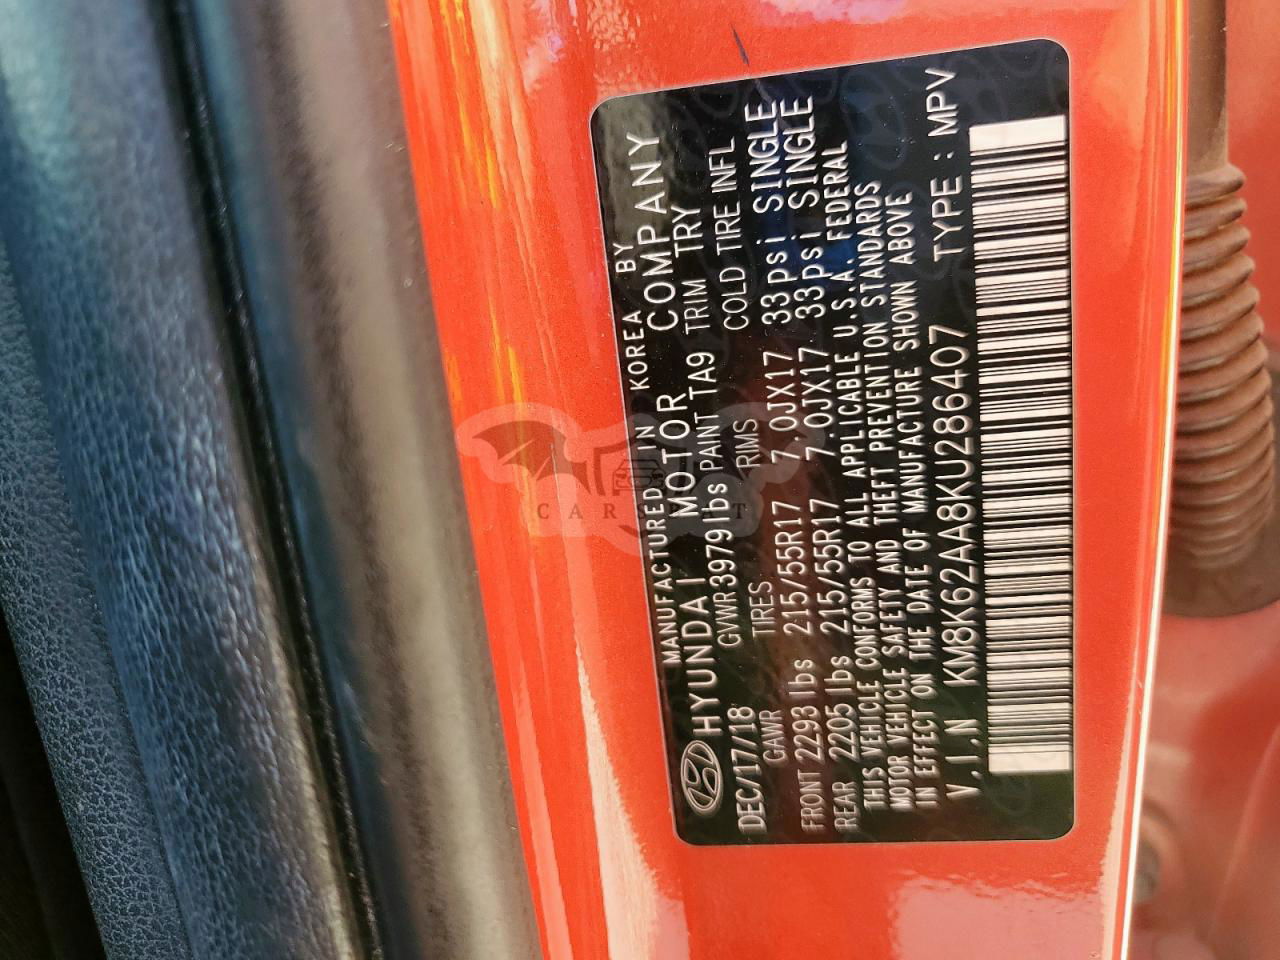 MANUFACTURED IN KOREA BY
HYUNDAI MOTOR COMPANY
DEC/17/18 GVWR 3979 lbs PAINT TA9 TRIM TRY
GAWR TIRES RIMS COLD TIRE INFL
FRONT 2293 lbs 215/55R17 7.0JX17 33psi SINGLE
REAR 2205 lbs 215/55R17 7.0JX17 33psi SINGLE
THIS VEHICLE CONFORMS TO ALL APPLICABLE U.S.A. FEDERAL
MOTOR VEHICLE SAFETY AND THEFT PREVENTION STANDARDS
IN EFFECT ON THE DATE OF MANUFACTURE SHOWN ABOVE
V.I.N KM8K62AA8KU286407 TYPE : MPV